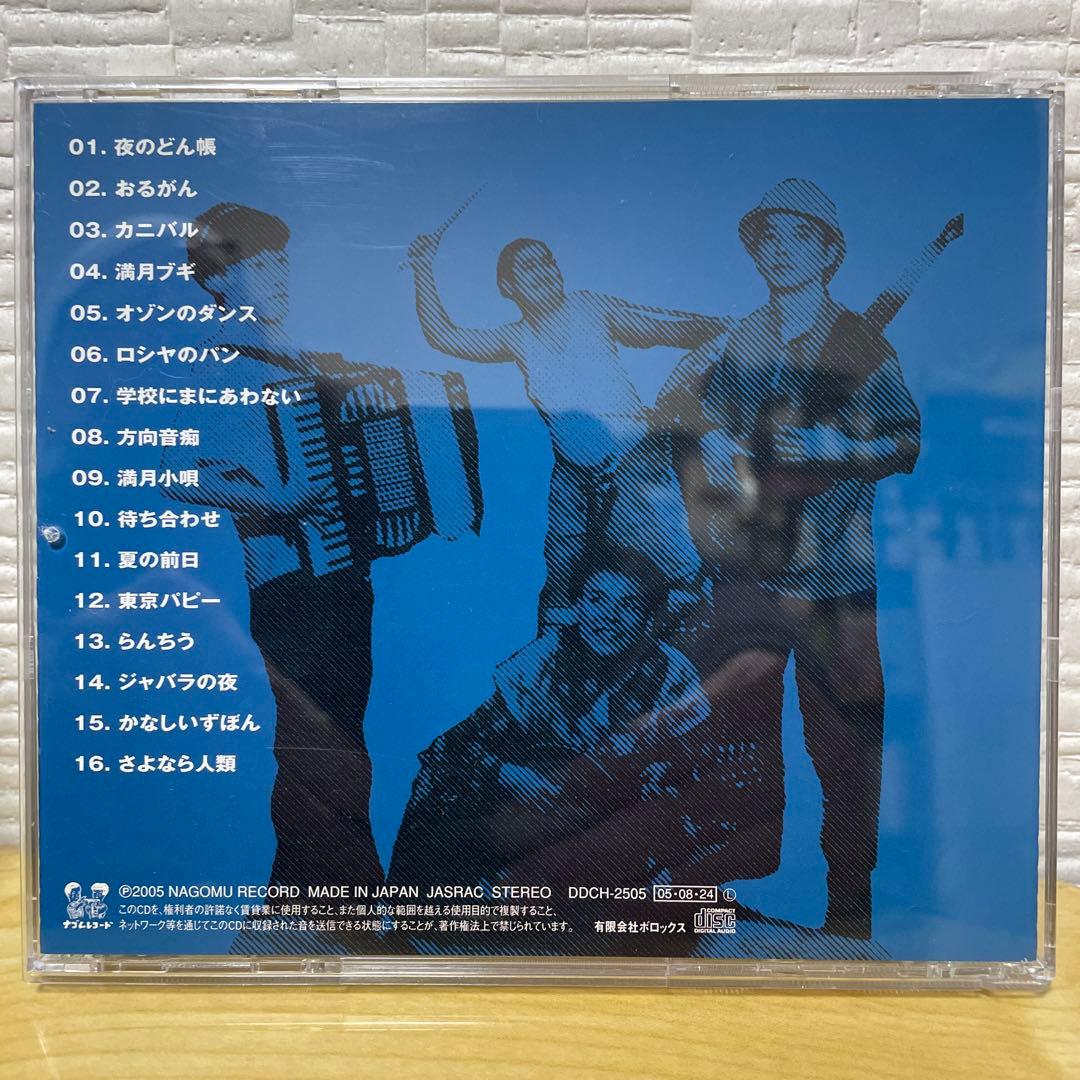 01. 夜のどん帳
02. おるがん
03. カニバル
04. 満月ブギ
05. オゾンのダンス
06. ロシヤのパン
07. 学校にまにあわない
08. 方向音痴
09. 満月小唄
10. 待ち合わせ
11. 夏の前日
12. 東京パピー
13. らんちう
14. ジャバラの夜
15. かなしいずぼん
16. さよなら人類
ナゴムレコード
Ⓟ2005 NAGOMU RECORD MADE IN JAPAN JASRAC STEREO DDCH-2505 05・08・24 Ⓛ
このCDを、権利者の許諾なく賃貸業に使用すること、また個人的な範囲を越える使用目的で複製すること、
ネットワーク等を通じてこのCDに収録された音を送信できる状態にすることが、著作権法上で禁じられています。
有限会社ボロックス
COMPACT
disc
DIGITAL AUDIO